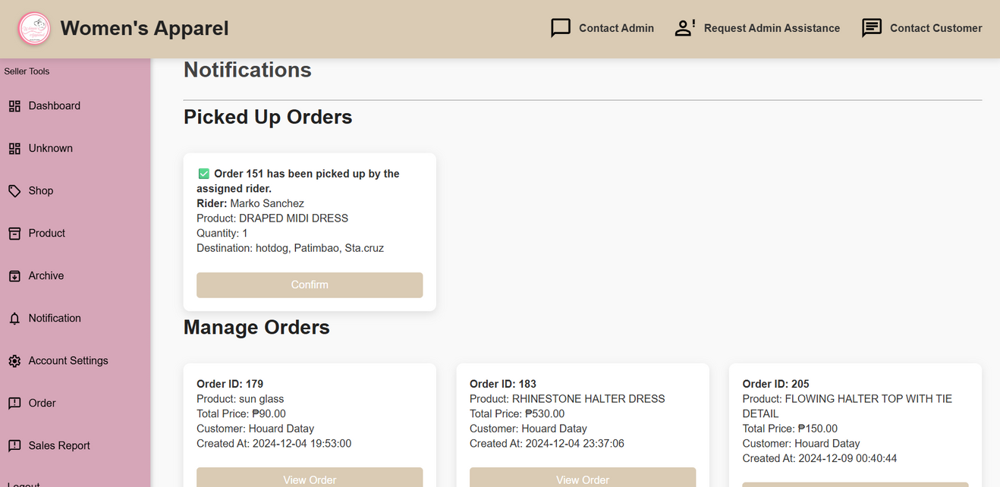 Women's Apparel
Contact Admin
Request Admin Assistance
Contact Customer
Seller Tools
Dashboard
Unknown
Shop
Product
Archive
Notification
Account Settings
Order
Sales Report
Logout
Notifications
Picked Up Orders
✅ Order 151 has been picked up by the
assigned rider.
Rider: Marko Sanchez
Product: DRAPED MIDI DRESS
Quantity: 1
Destination: hotdog, Patimbao, Sta.cruz
Confirm
Manage Orders
Order ID: 179
Product: sun glass
Total Price: ₱90.00
Customer: Houard Datay
Created At: 2024-12-04 19:53:00
View Order
Order ID: 183
Product: RHINESTONE HALTER DRESS
Total Price: ₱530.00
Customer: Houard Datay
Created At: 2024-12-04 23:37:06
View Order
Order ID: 205
Product: FLOWING HALTER TOP WITH TIE
DETAIL
Total Price: ₱150.00
Customer: Houard Datay
Created At: 2024-12-09 00:40:44